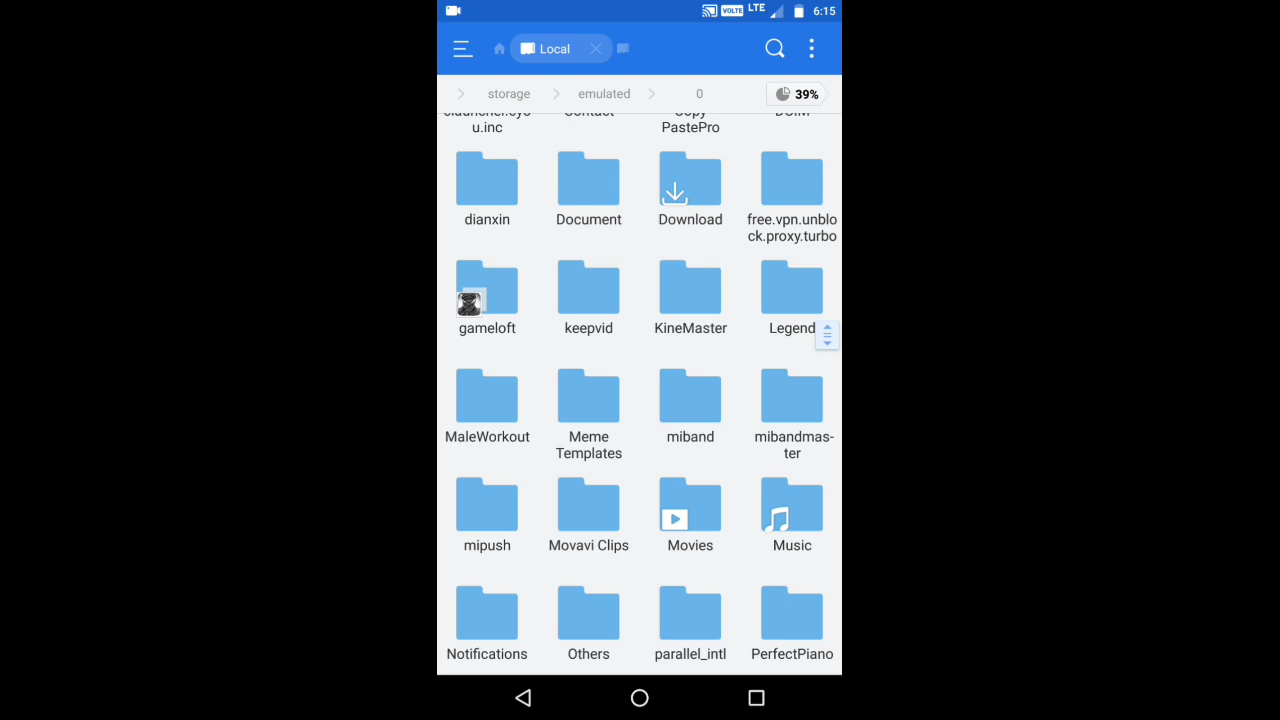 VOLTE LTE 6:15
Local
storage emulated 0 39%
u.inc PastePro
dianxin Document Download free.vpn.unblo
ck.proxy.turbo
gameloft keepvid KineMaster Legend
MaleWorkout Meme miband mibandmas-
Templates ter
mipush Movavi Clips Movies Music
Notifications Others parallel_intl PerfectPiano